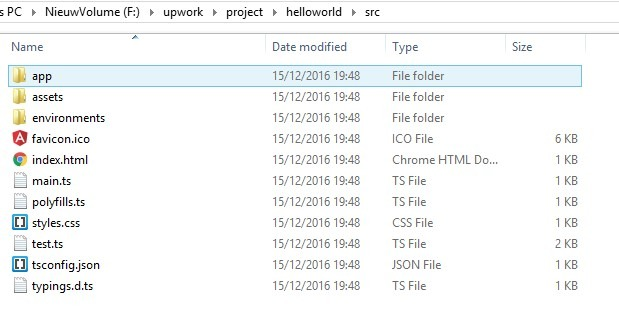 s PC > NieuwVolume (F:) > upwork > project > helloworld > src
Name Date modified Type Size
app 15/12/2016 19:48 File folder
assets 15/12/2016 19:48 File folder
environments 15/12/2016 19:48 File folder
favicon.ico 15/12/2016 19:48 ICO File 6 KB
index.html 15/12/2016 19:48 Chrome HTML Do... 1 KB
main.ts 15/12/2016 19:48 TS File 1 KB
polyfills.ts 15/12/2016 19:48 TS File 1 KB
styles.css 15/12/2016 19:48 CSS File 1 KB
test.ts 15/12/2016 19:48 TS File 2 KB
tsconfig.json 15/12/2016 19:48 JSON File 1 KB
typings.d.ts 15/12/2016 19:48 TS File 1 KB